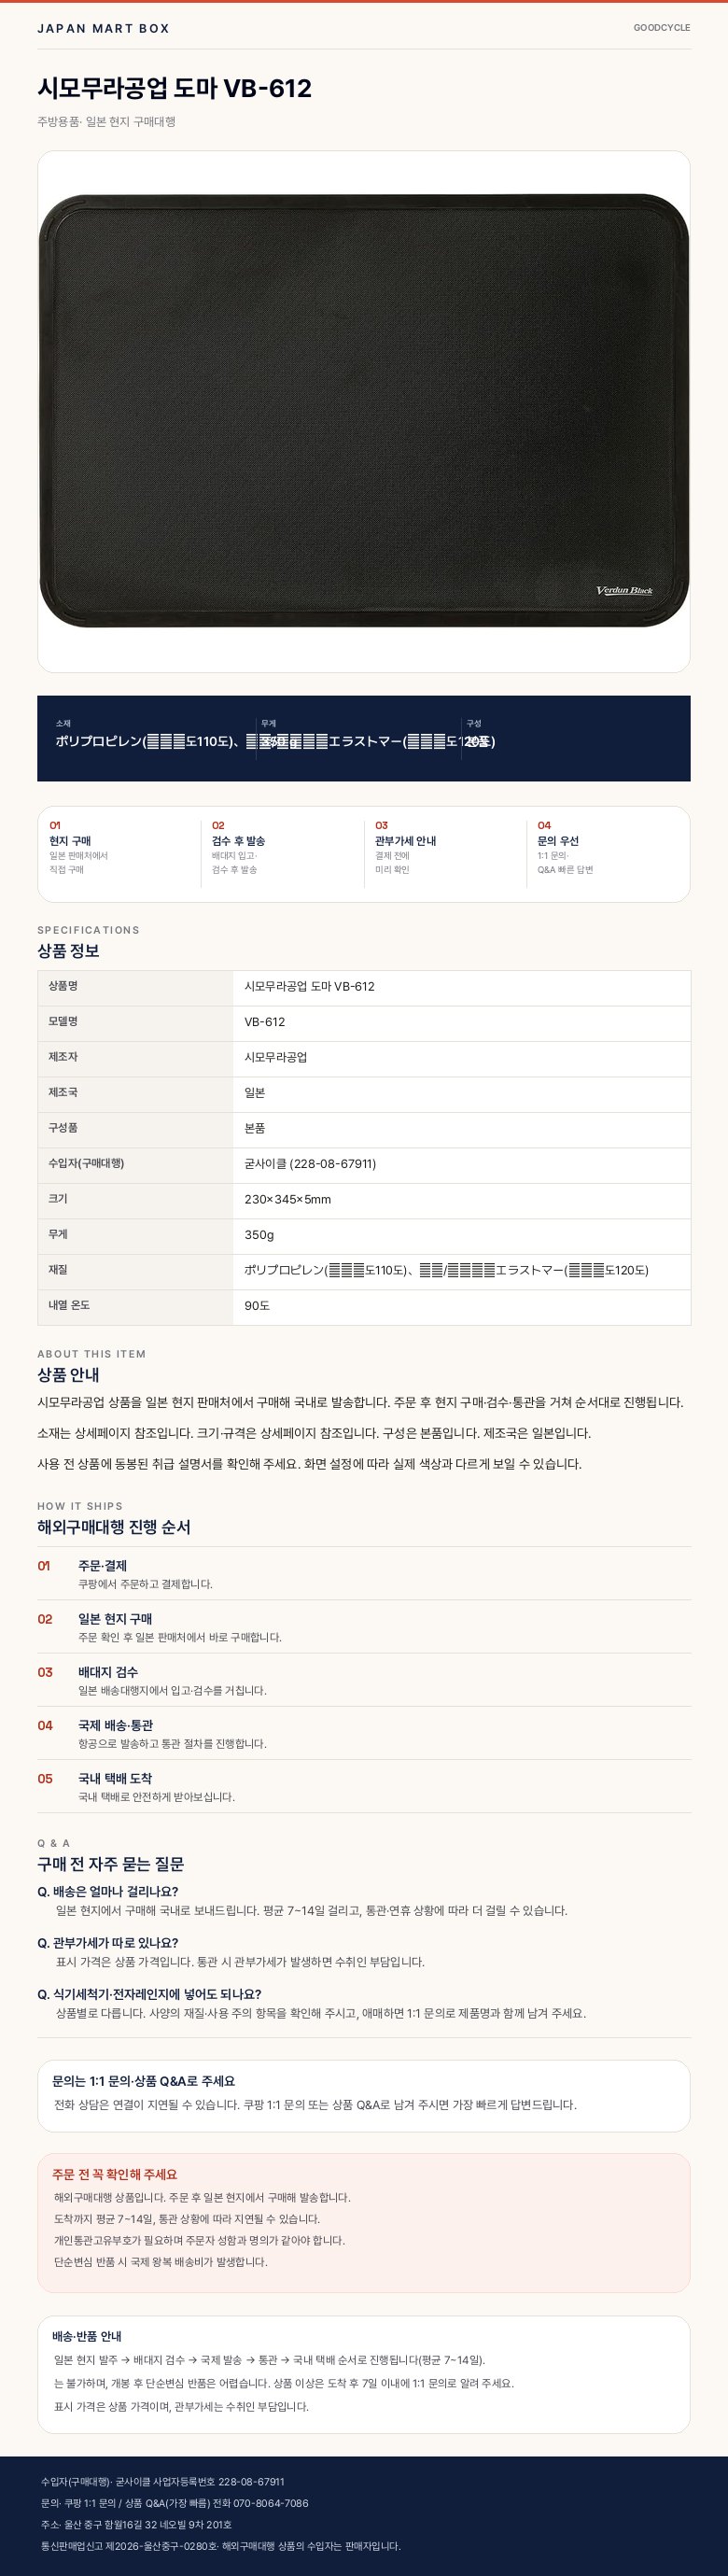 JAPAN MART BOX
GOODCYCLE
시모무라공업 도마 VB-612
주방용품· 일본 현지 구매대행
Verdun Black
소재
무게
구성
ポリプロピレン(도110도)、
350g
エラストマー(도120도)
본품
01
현지 구매
일본 판매처에서
직접 구매
02
검수 후 발송
배대지 입고·
검수 후 발송
03
관부가세 안내
결제 전에
미리 확인
04
문의 우선
1:1 문의·
Q&A 빠른 답변
SPECIFICATIONS
상품 정보
상품명 시모무라공업 도마 VB-612
모델명 VB-612
제조자 시모무라공업
제조국 일본
구성품 본품
수입자(구매대행) 굳사이클 (228-08-67911)
크기 230×345×5mm
무게 350g
재질 ポリプロピレン(도110도)、/エラストマー(도120도)
내열 온도 90도
ABOUT THIS ITEM
상품 안내
시모무라공업 상품을 일본 현지 판매처에서 구매해 국내로 발송합니다. 주문 후 현지 구매·검수·통관을 거쳐 순서대로 진행됩니다.
소재는 상세페이지 참조입니다. 크기·규격은 상세페이지 참조입니다. 구성은 본품입니다. 제조국은 일본입니다.
사용 전 상품에 동봉된 취급 설명서를 확인해 주세요. 화면 설정에 따라 실제 색상과 다르게 보일 수 있습니다.
HOW IT SHIPS
해외구매대행 진행 순서
01 주문·결제
쿠팡에서 주문하고 결제합니다.
02 일본 현지 구매
주문 확인 후 일본 판매처에서 바로 구매합니다.
03 배대지 검수
일본 배송대행지에서 입고·검수를 거칩니다.
04 국제 배송·통관
항공으로 발송하고 통관 절차를 진행합니다.
05 국내 택배 도착
국내 택배로 안전하게 받아보십니다.
Q & A
구매 전 자주 묻는 질문
Q. 배송은 얼마나 걸리나요?
일본 현지에서 구매해 국내로 보내드립니다. 평균 7~14일 걸리고, 통관·연휴 상황에 따라 더 걸릴 수 있습니다.
Q. 관부가세가 따로 있나요?
표시 가격은 상품 가격입니다. 통관 시 관부가세가 발생하면 수취인 부담입니다.
Q. 식기세척기·전자레인지에 넣어도 되나요?
상품별로 다릅니다. 사양의 재질·사용 주의 항목을 확인해 주시고, 애매하면 1:1 문의로 제품명과 함께 남겨 주세요.
문의는 1:1 문의·상품 Q&A로 주세요
전화 상담은 연결이 지연될 수 있습니다. 쿠팡 1:1 문의 또는 상품 Q&A로 남겨 주시면 가장 빠르게 답변드립니다.
주문 전 꼭 확인해 주세요
해외구매대행 상품입니다. 주문 후 일본 현지에서 구매해 발송합니다.
도착까지 평균 7~14일, 통관 상황에 따라 지연될 수 있습니다.
개인통관고유부호가 필요하며 주문자 성함과 명의가 같아야 합니다.
단순변심 반품 시 국제 왕복 배송비가 발생합니다.
배송·반품 안내
일본 현지 발주 → 배대지 검수 → 국제 발송 → 통관 → 국내 택배 순서로 진행됩니다(평균 7~14일).
는 불가하며, 개봉 후 단순변심 반품은 어렵습니다. 상품 이상은 도착 후 7일 이내에 1:1 문의로 알려 주세요.
표시 가격은 상품 가격이며, 관부가세는 수취인 부담입니다.
수입자(구매대행)· 굳사이클 사업자등록번호 228-08-67911
문의· 쿠팡 1:1 문의 / 상품 Q&A(가장 빠름) 전화 070-8064-7086
주소· 울산 중구 함월16길 32 네오빌 9차 201호
통신판매업신고 제2026-울산중구-0280호· 해외구매대행 상품의 수입자는 판매자입니다.